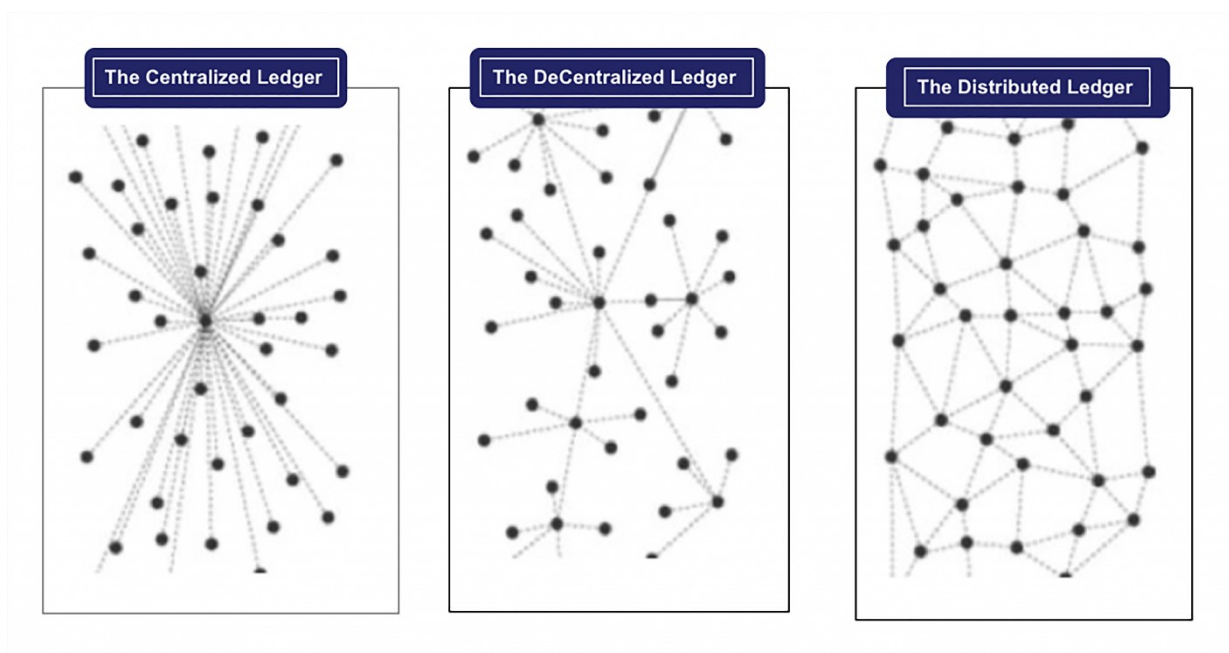 The Centralized Ledger
The DeCentralized Ledger
The Distributed Ledger